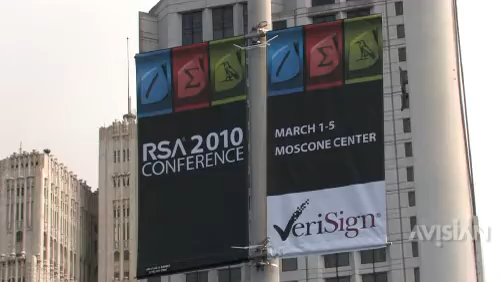 RSA 2010
CONFERENCE
MARCH 1-5
MOSCONE CENTER
VeriSign
AVISIAN